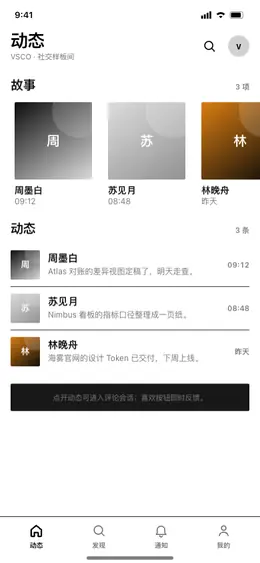 9:41
动态
VSCO · 社交样板间
V
故事
3 项
周
苏
林
周墨白
苏见月
林晚舟
09:12
08:48
昨天
动态
3 条
周
周墨白
Atlas 对账的差异视图定稿了，明天走查。
09:12
苏
苏见月
Nimbus 看板的指标口径整理成一页纸。
08:48
林
林晚舟
海雾官网的设计 Token 已交付，下周上线。
昨天
点开动态可进入评论会话；喜欢按钮即时反馈。
动态
发现
通知
我的